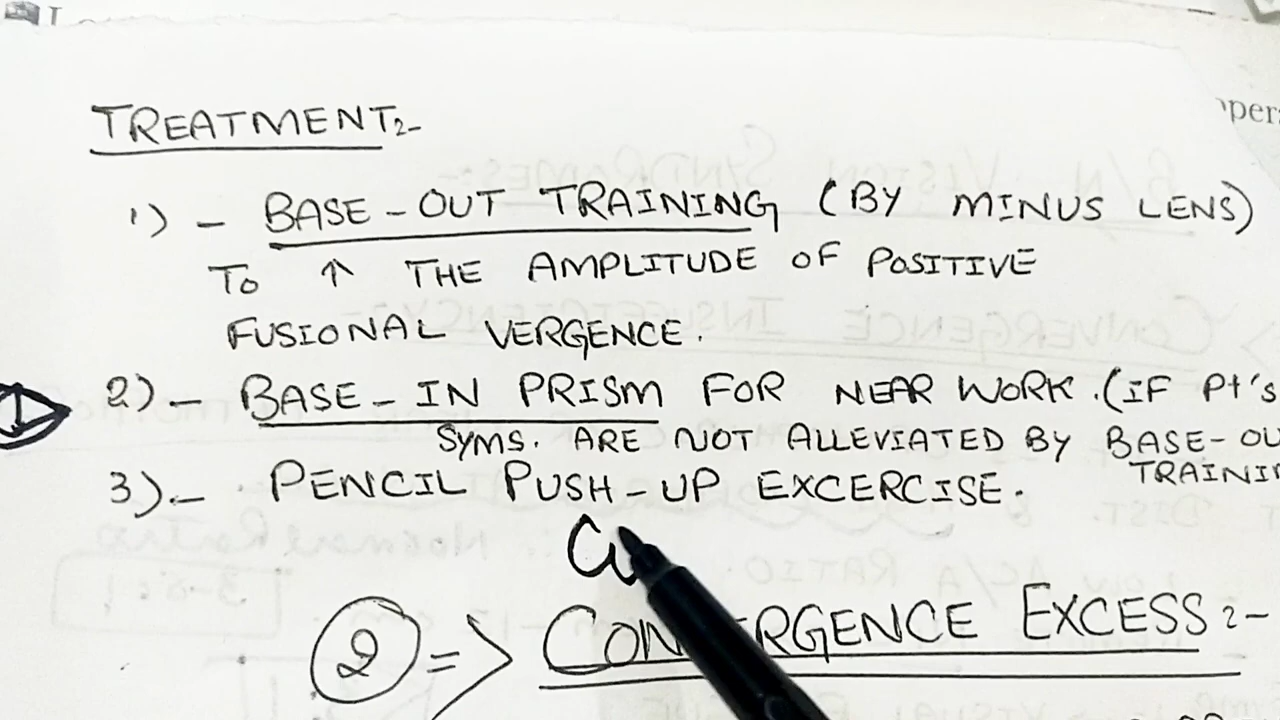 TREATMENT:-
1) - BASE-OUT TRAINING (BY MINUS LENS)
TO ↑ THE AMPLITUDE OF POSITIVE
FUSIONAL VERGENCE.
2) - BASE-IN PRISM FOR NEAR WORK. (IF Pt's
SYMS. ARE NOT ALLEVIATED BY BASE-OU
TRAININ
3) - PENCIL PUSH-UP EXCERCISE.
2 => CONVERGENCE EXCESS:-